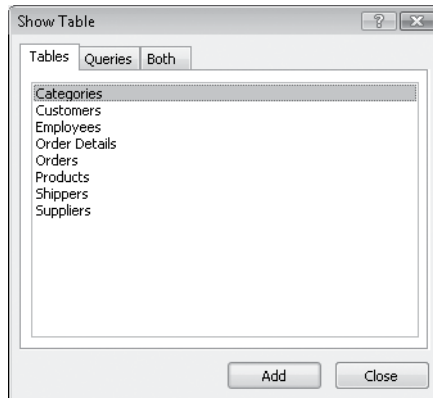 Show Table
Tables Queries Both
Categories
Customers
Employees
Order Details
Orders
Products
Shippers
Suppliers
Add Close